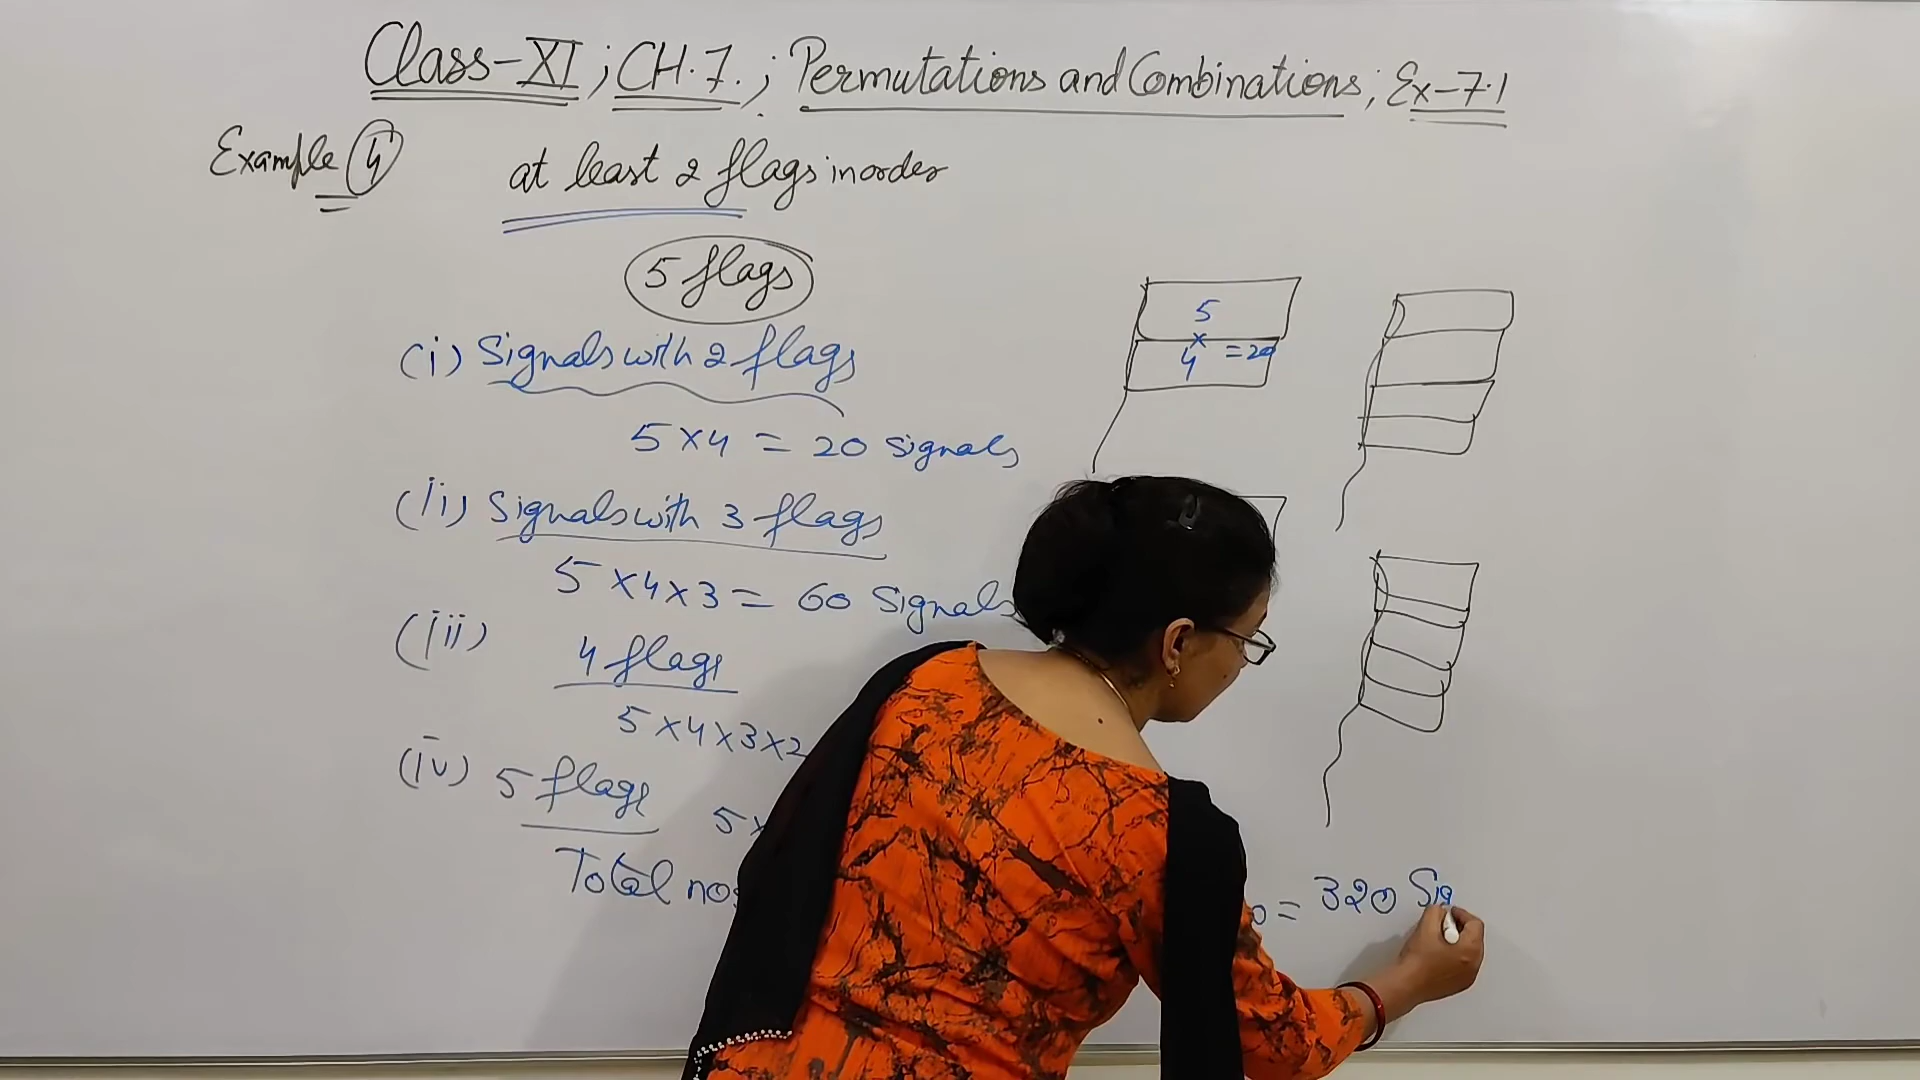 Class-XI ; CH.7. ; Permutations and Combinations ; Ex-7.1
Example 4
at least 2 flags in order
5 flags
(i) Signals with 2 flags
5 × 4 = 20 Signals
(ii) Signals with 3 flags
5 × 4 × 3 = 60 Signals
(iii) 4 flags
5 × 4 × 3 × 2
(iv) 5 flags 5 ×
Total nos
0 = 320 Sig
5
×
4 = 20